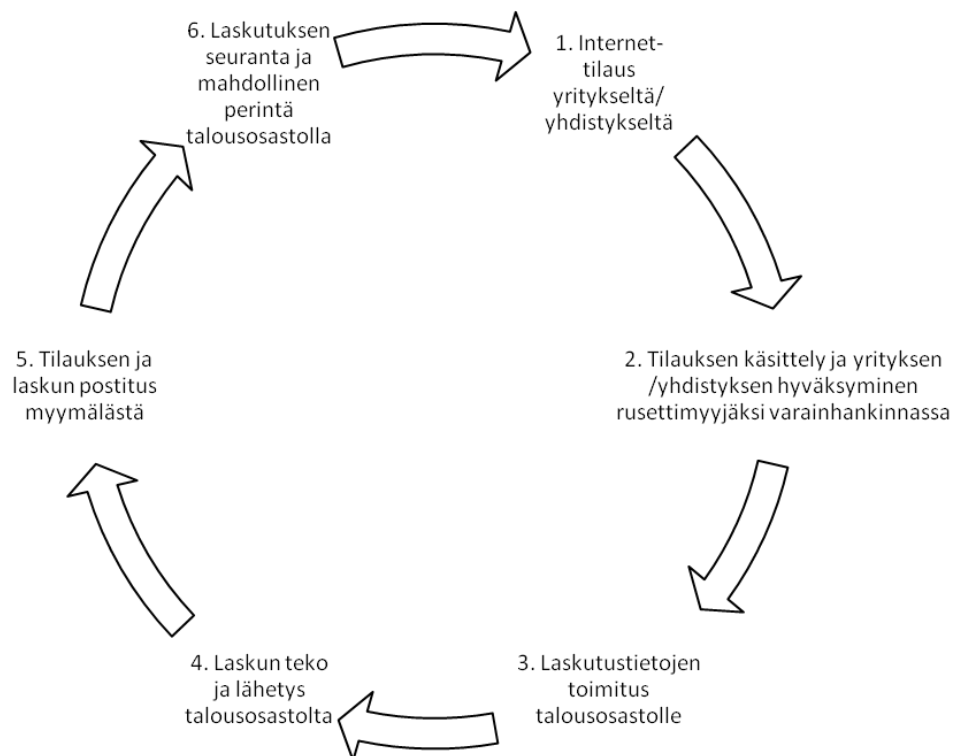 1. Internet-
tilaus
yritykseltä/
yhdistykseltä
2. Tilauksen käsittely ja yrityksen
/yhdistyksen hyväksyminen
rusettimyyjäksi varainhankinnassa
3. Laskutustietojen
toimitus
talousosastolle
4. Laskun teko
ja lähetys
talousosastolta
5. Tilauksen ja
laskun postitus
myymälästä
6. Laskutuksen
seuranta ja
mahdollinen
perintä
talousosastolla